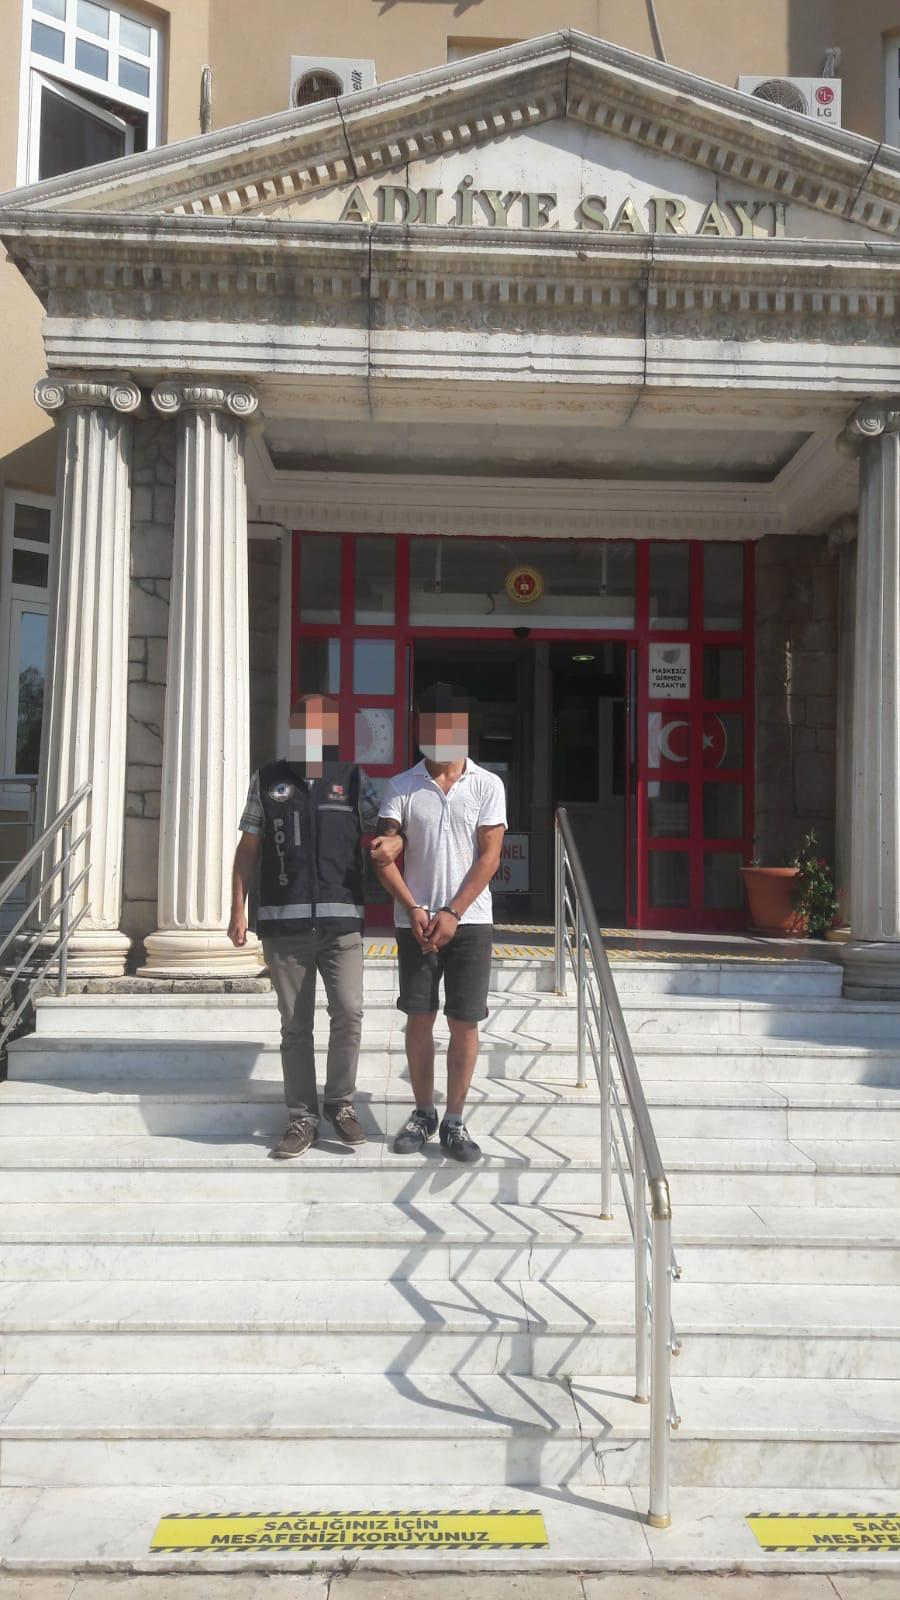 LG
ADLİYE SARAYI
MASKESİZ
GİRMEK
YASAKTIR
POLİS
SAĞLIĞINIZ İÇİN
MESAFENİZİ KORUYUNUZ